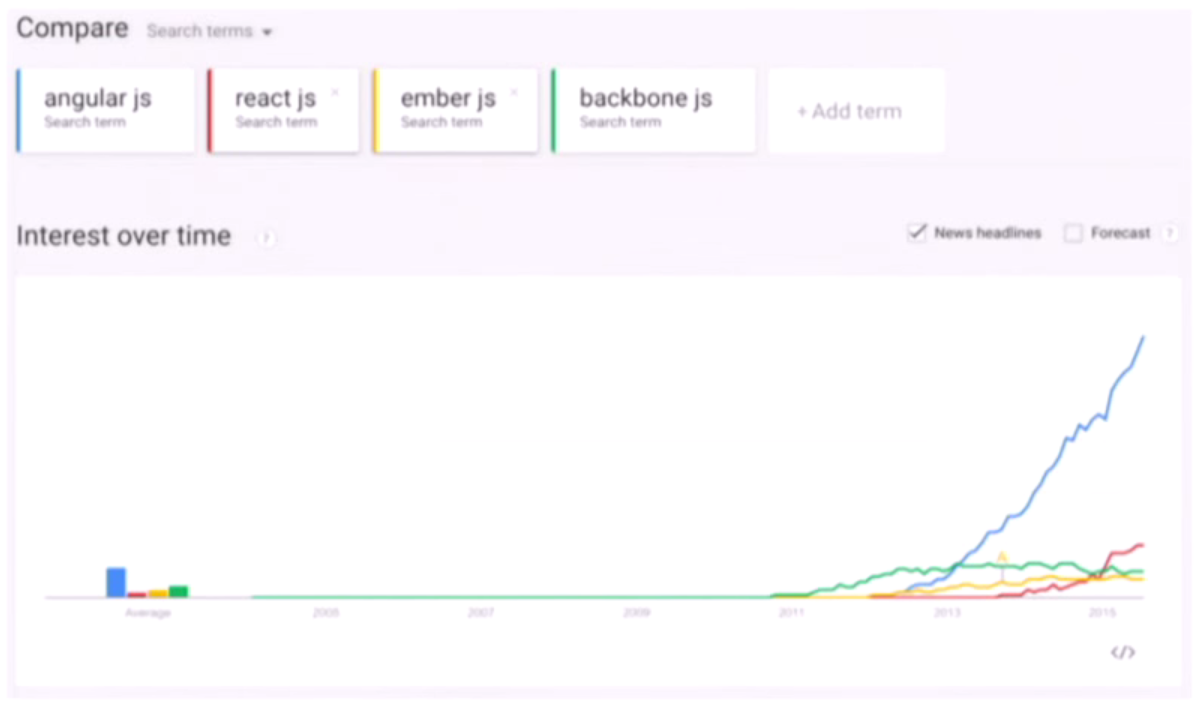 Compare Search terms
angular js
Search term
react js ×
Search term
ember js ×
Search term
backbone js
Search term
+ Add term
Interest over time ?
News headlines Forecast ?
A
Average 2005 2007 2009 2011 2013 2015
</>